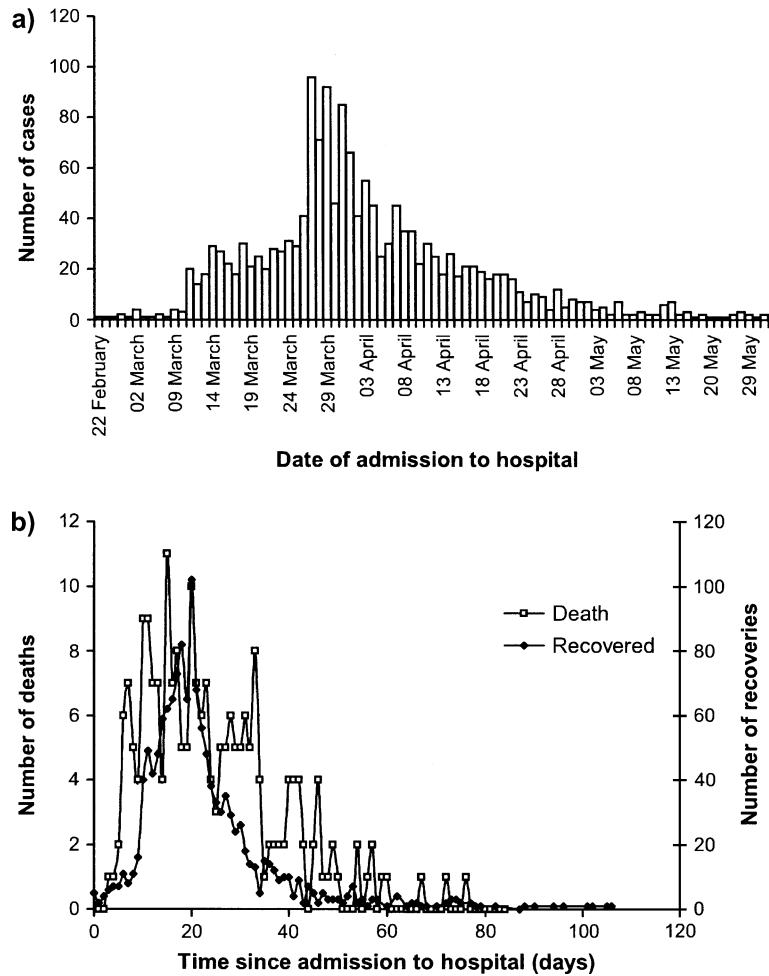 a)
120
100
80
60
40
20
0
Number of cases
22 February
02 March
09 March
14 March
19 March
24 March
29 March
03 April
08 April
13 April
18 April
23 April
28 April
03 May
08 May
13 May
20 May
29 May
Date of admission to hospital
b)
12
10
8
6
4
2
0
Number of deaths
Death
Recovered
120
100
80
60
40
20
0
Number of recoveries
0 20 40 60 80 100 120
Time since admission to hospital (days)